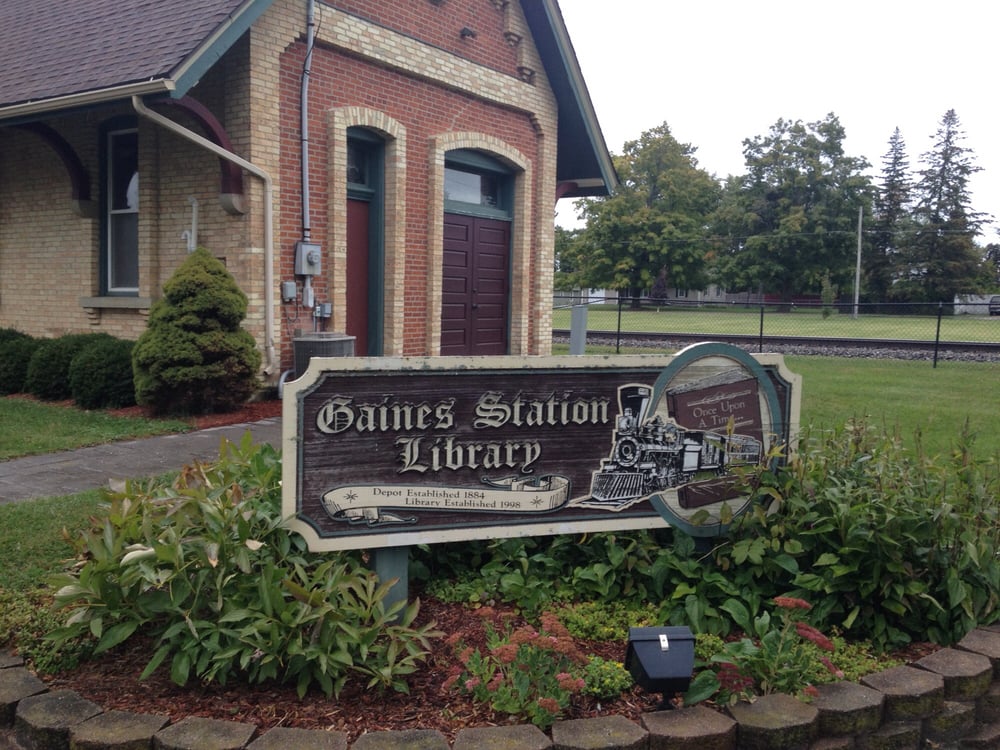 Gaines Station
Library
Depot Established 1884
Library Established 1998
Once Upon
A Time...